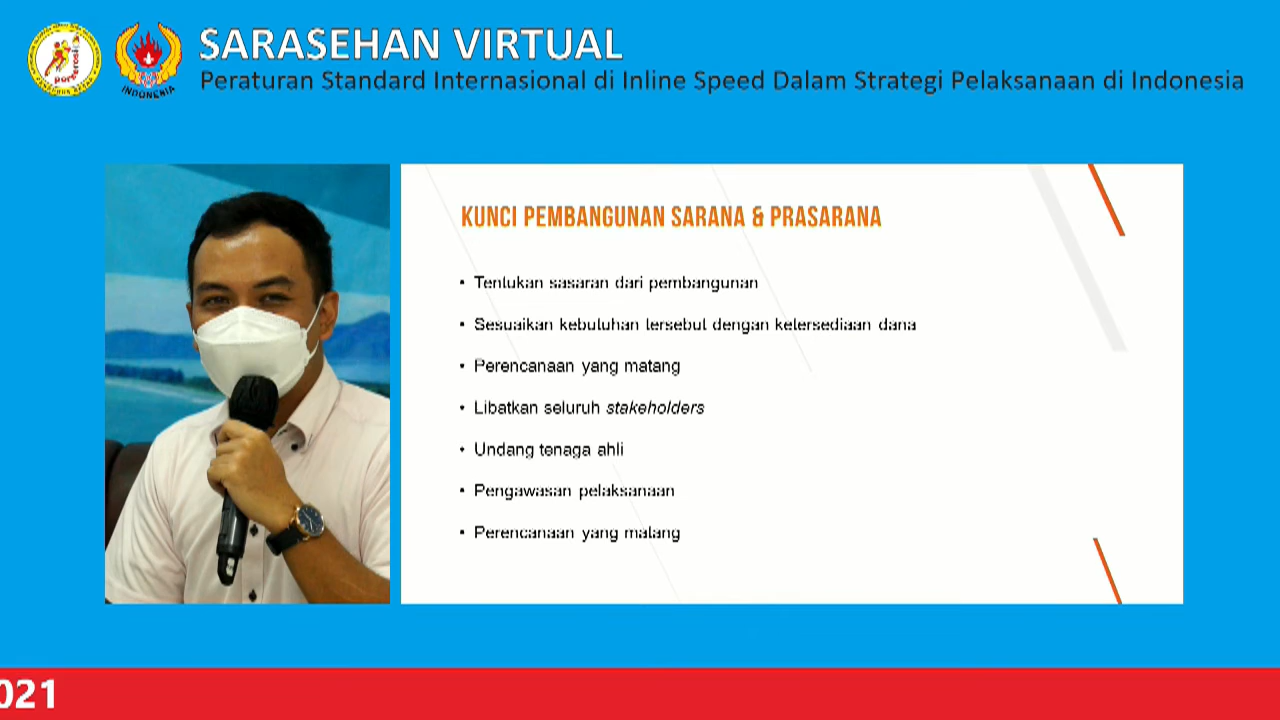 SARASEHAN VIRTUAL
Peraturan Standard Internasional di Inline Speed Dalam Strategi Pelaksanaan di Indonesia
porserosi
INDONESIA
KUNCI PEMBANGUNAN SARANA & PRASARANA
• Tentukan sasaran dari pembangunan
• Sesuaikan kebutuhan tersebut dengan ketersediaan dana
• Perencanaan yang matang
• Libatkan seluruh stakeholders
• Undang tenaga ahli
• Pengawasan pelaksanaan
• Perencanaan yang matang
021